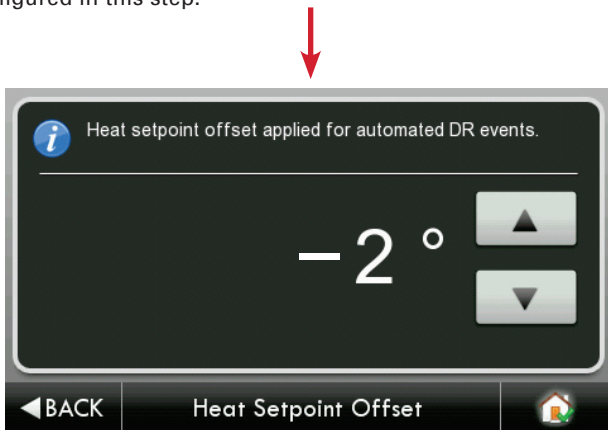 figured in this step.
Heat setpoint offset applied for automated DR events.
−2°
BACK Heat Setpoint Offset